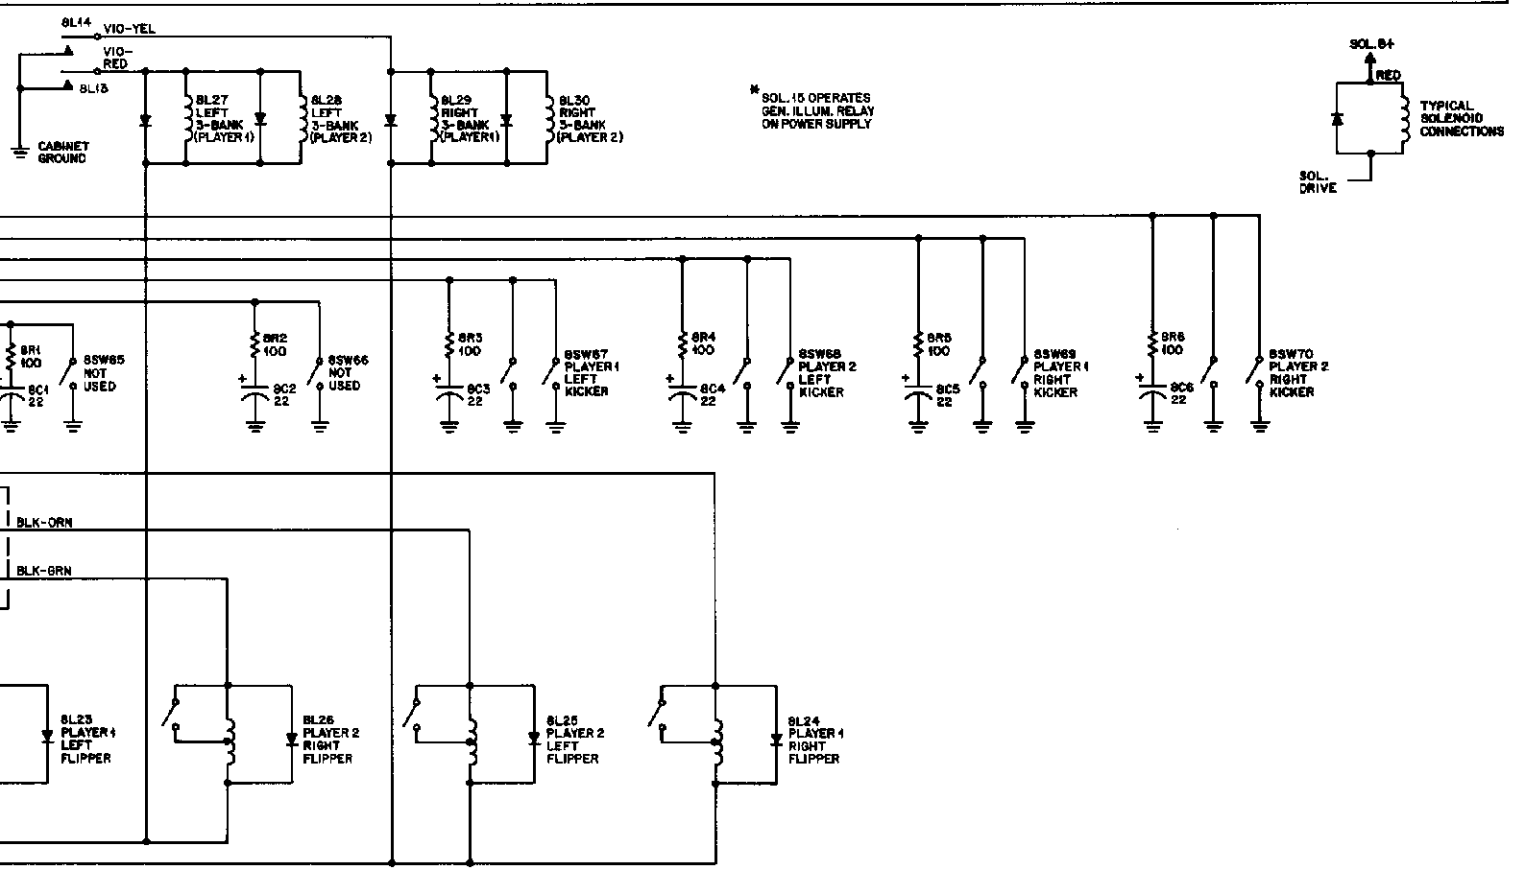 8L14
VIO-YEL
VIO-
RED
8L13
CABINET
GROUND
8L27
LEFT
3-BANK
(PLAYER 1)
8L28
LEFT
3-BANK
(PLAYER 2)
8L29
RIGHT
3-BANK
(PLAYER 1)
8L30
RIGHT
3-BANK
(PLAYER 2)
* SOL. 15 OPERATES
GEN. ILLUM. RELAY
ON POWER SUPPLY
SOL. B+
RED
TYPICAL
SOLENOID
CONNECTIONS
SOL.
DRIVE
8R1
100
+
8C1
22
8SW65
NOT
USED
8R2
100
+
8C2
22
8SW66
NOT
USED
8R3
100
+
8C3
22
8SW67
PLAYER 1
LEFT
KICKER
8R4
100
+
8C4
22
8SW68
PLAYER 2
LEFT
KICKER
8R5
100
+
8C5
22
8SW69
PLAYER 1
RIGHT
KICKER
8R6
100
+
8C6
22
8SW70
PLAYER 2
RIGHT
KICKER
BLK-ORN
BLK-GRN
8L23
PLAYER 1
LEFT
FLIPPER
8L26
PLAYER 2
RIGHT
FLIPPER
8L25
PLAYER 2
LEFT
FLIPPER
8L24
PLAYER 1
RIGHT
FLIPPER